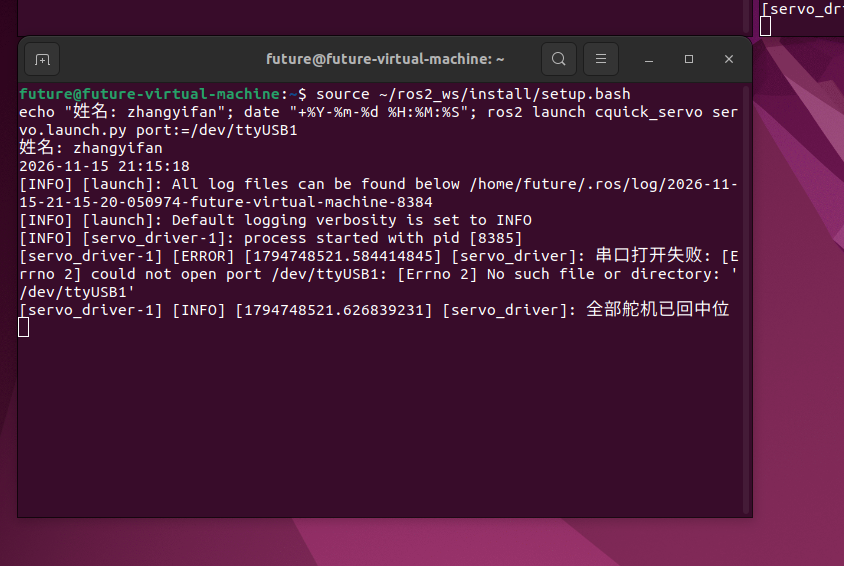 [servo_dr
future@future-virtual-machine: ~
future@future-virtual-machine:~$ source ~/ros2_ws/install/setup.bash
echo "姓名: zhangyifan"; date "+%Y-%m-%d %H:%M:%S"; ros2 launch cquick_servo ser
vo.launch.py port:=/dev/ttyUSB1
姓名: zhangyifan
2026-11-15 21:15:18
[INFO] [launch]: All log files can be found below /home/future/.ros/log/2026-11-
15-21-15-20-050974-future-virtual-machine-8384
[INFO] [launch]: Default logging verbosity is set to INFO
[INFO] [servo_driver-1]: process started with pid [8385]
[servo_driver-1] [ERROR] [1794748521.584414845] [servo_driver]: 串口打开失败: [E
rrno 2] could not open port /dev/ttyUSB1: [Errno 2] No such file or directory: '
/dev/ttyUSB1'
[servo_driver-1] [INFO] [1794748521.626839231] [servo_driver]: 全部舵机已回中位